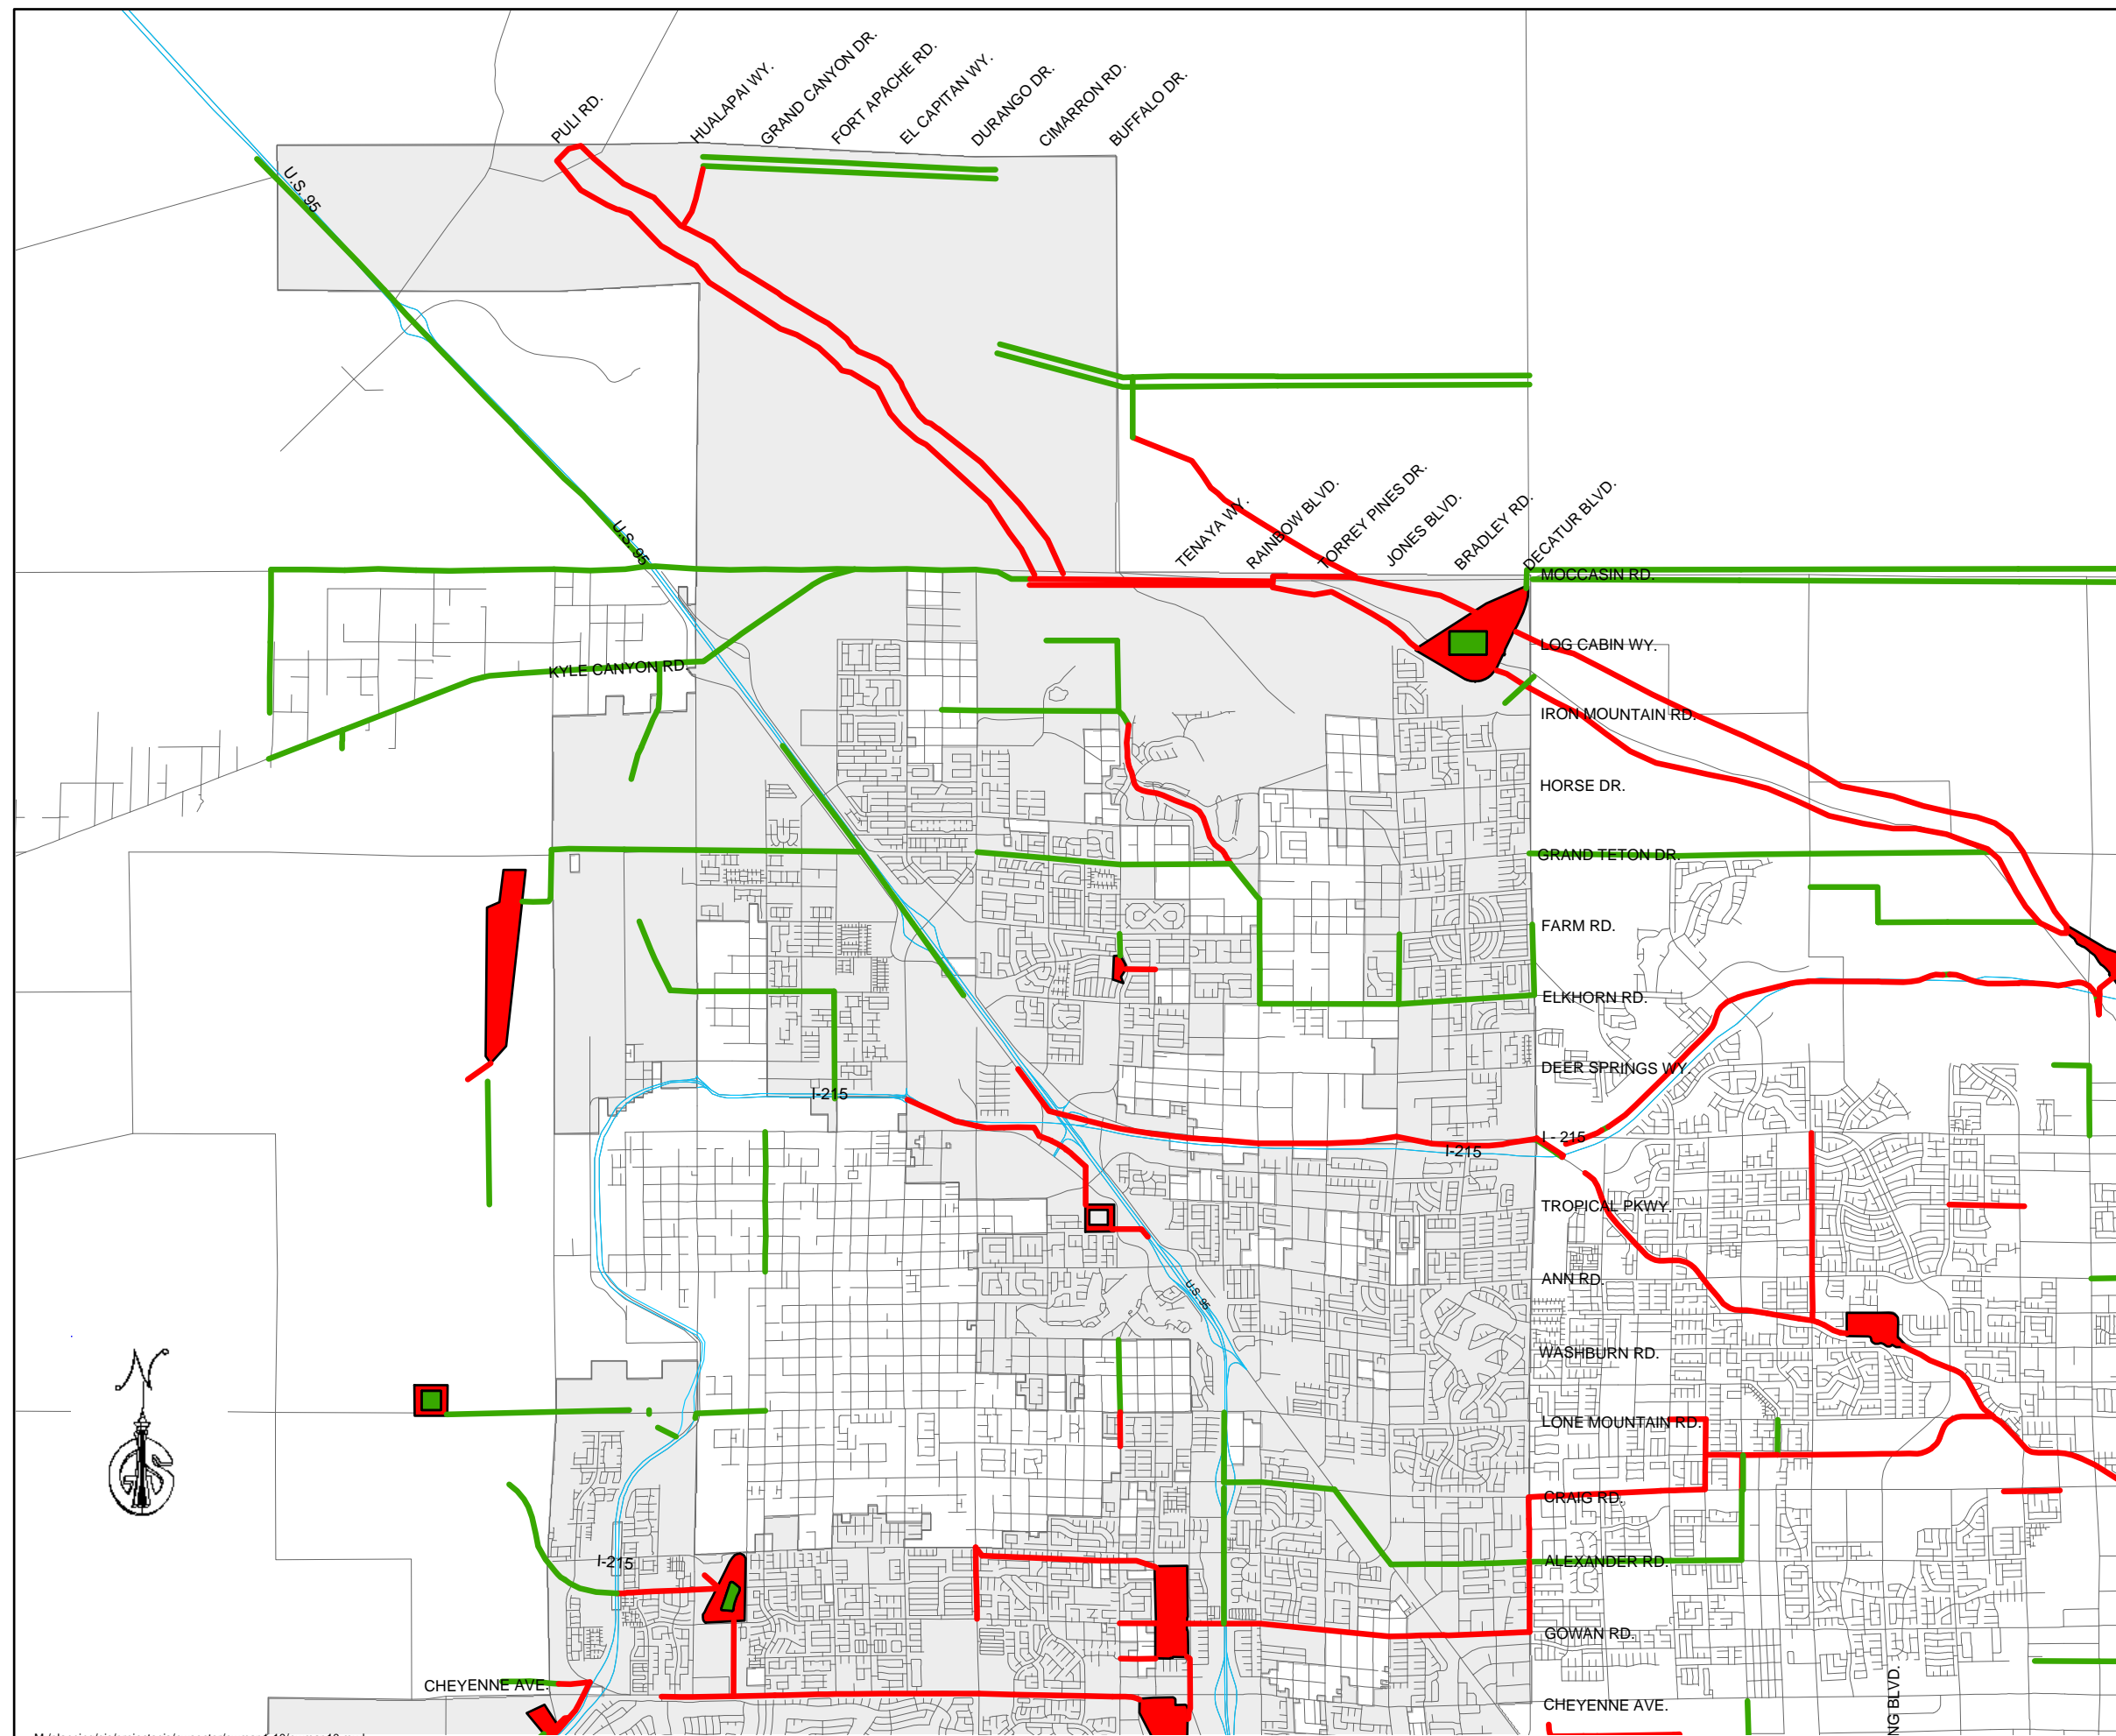 PULI RD.
HUALAPAI WY.
GRAND CANYON DR.
FORT APACHE RD.
EL CAPITAN WY.
DURANGO DR.
CIMARRON RD.
BUFFALO DR.
U.S. 95
U.S. 95
TENAYA WY.
RAINBOW BLVD.
TORREY PINES DR.
JONES BLVD.
BRADLEY RD.
DECATUR BLVD.
MOCCASIN RD.
LOG CABIN WY.
KYLE CANYON RD.
IRON MOUNTAIN RD.
HORSE DR.
GRAND TETON DR.
FARM RD.
ELKHORN RD.
DEER SPRINGS WY.
I-215
I - 215
I-215
TROPICAL PKWY.
ANN RD.
U.S. 95
WASHBURN RD.
N
LONE MOUNTAIN RD.
CRAIG RD.
I-215
ALEXANDER RD.
GOWAN RD.
CHEYENNE AVE.
CHEYENNE AVE.
NG BLVD.